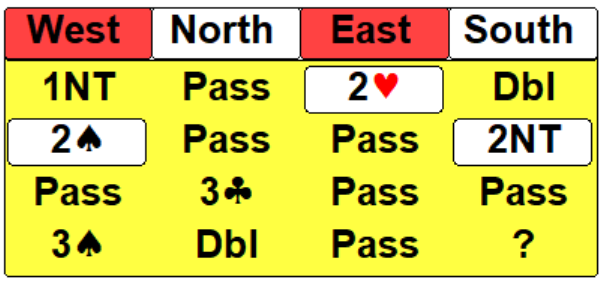 West North East South
1NT Pass 2♥ Dbl
2♠ Pass Pass 2NT
Pass 3♣ Pass Pass
3♠ Dbl Pass ?